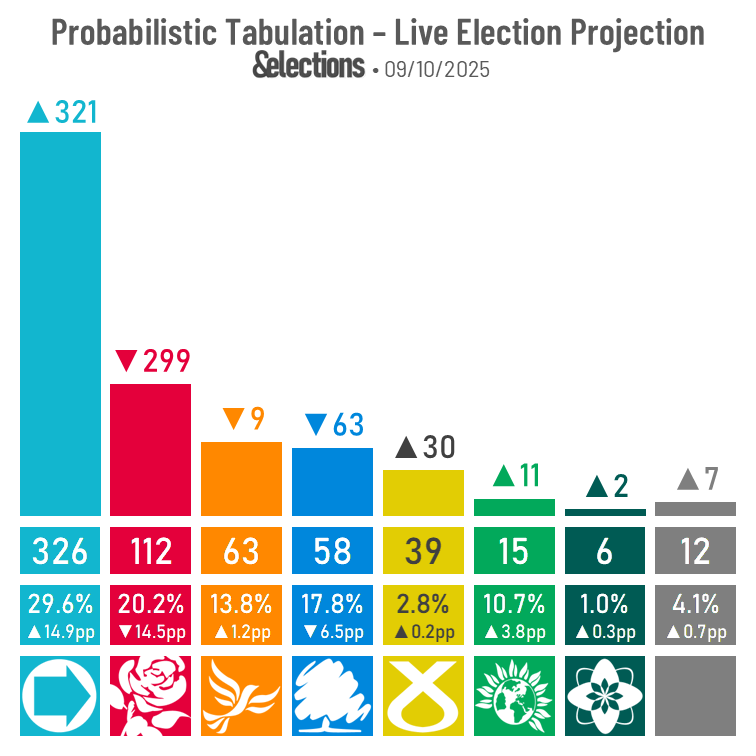 Probabilistic Tabulation – Live Election Projection
&elections • 09/10/2025
▲ 321
▼ 299
▼ 9
▼ 63
▲ 30
▲ 11
▲ 2
▲ 7
326 112 63 58 39 15 6 12
29.6% 20.2% 13.8% 17.8% 2.8% 10.7% 1.0% 4.1%
▲14.9pp ▼14.5pp ▲1.2pp ▼6.5pp ▲0.2pp ▲3.8pp ▲0.3pp ▲0.7pp